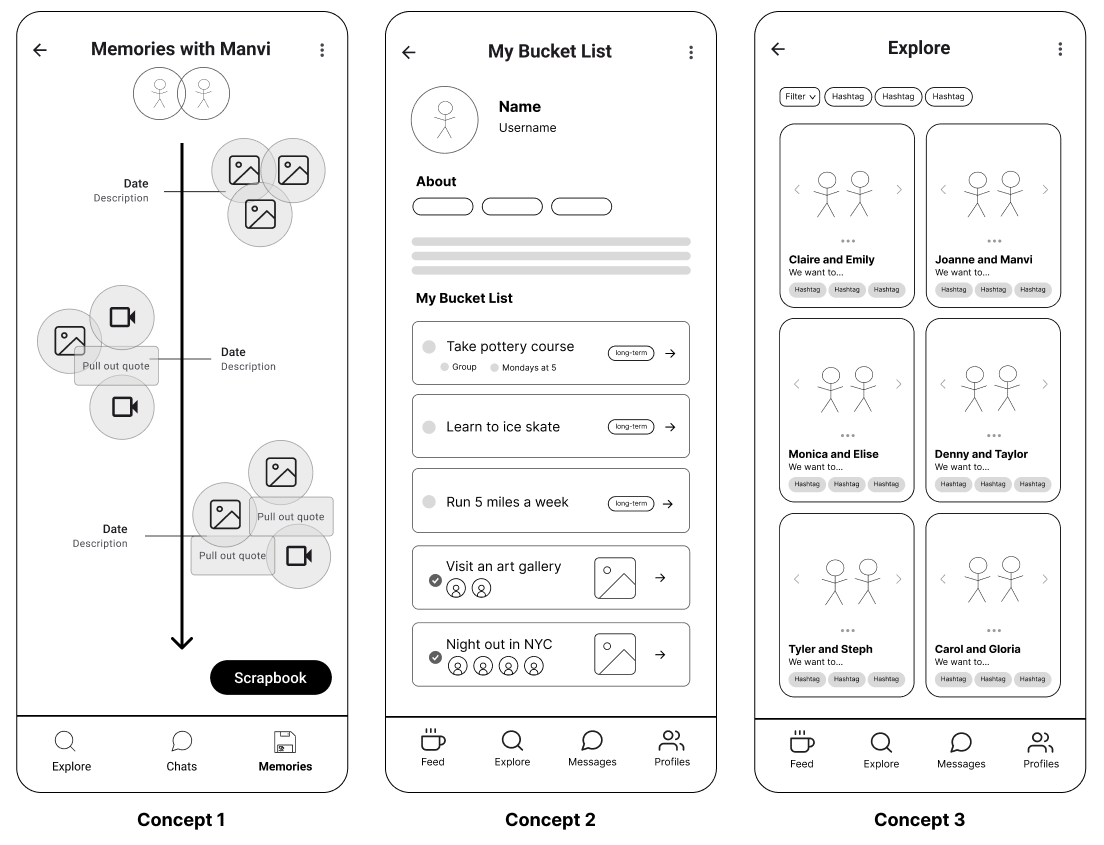 Memories with Manvi
Date
Description
Pull out quote
Date
Description
Pull out quote
Date
Description
Pull out quote
Scrapbook
Explore
Chats
Memories
Concept 1
My Bucket List
Name
Username
About
My Bucket List
Take pottery course
long-term
Group
Mondays at 5
Learn to ice skate
long-term
Run 5 miles a week
long-term
Visit an art gallery
Night out in NYC
Feed
Explore
Messages
Profiles
Concept 2
Explore
Filter
Hashtag
Hashtag
Hashtag
Claire and Emily
We want to...
Hashtag Hashtag Hashtag
Joanne and Manvi
We want to...
Hashtag Hashtag Hashtag
Monica and Elise
We want to...
Hashtag Hashtag Hashtag
Denny and Taylor
We want to...
Hashtag Hashtag Hashtag
Tyler and Steph
We want to...
Hashtag Hashtag Hashtag
Carol and Gloria
We want to...
Hashtag Hashtag Hashtag
Feed
Explore
Messages
Profiles
Concept 3